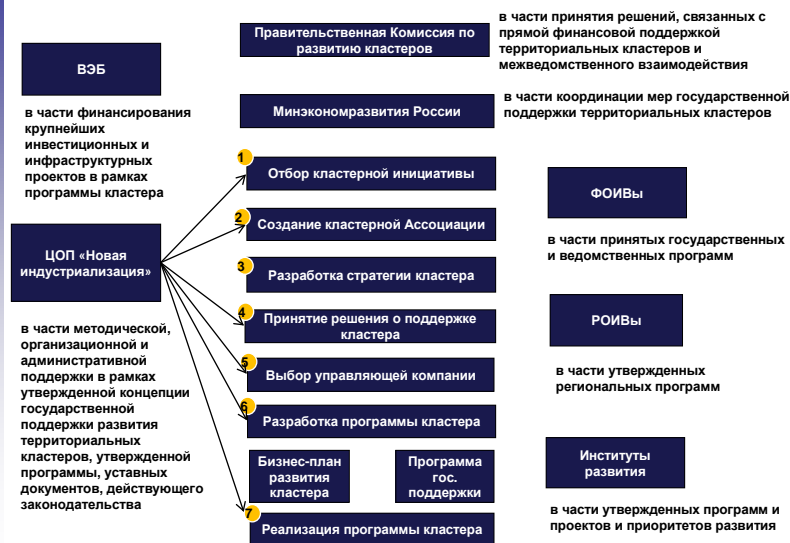 Правительственная Комиссия по
развитию кластеров
в части принятия решений, связанных с
прямой финансовой поддержкой
территориальных кластеров и
межведомственного взаимодействия
ВЭБ
в части финансирования
крупнейших
инвестиционных и
инфраструктурных
проектов в рамках
программы кластера
Минэкономразвития России
в части координации мер государственной
поддержки территориальных кластеров
1
Отбор кластерной инициативы
2
Создание кластерной Ассоциации
3
Разработка стратегии кластера
4
Принятие решения о поддержке
кластера
5
Выбор управляющей компании
6
Разработка программы кластера
Бизнес-план
развития
кластера
Программа
гос.
поддержки
7
Реализация программы кластера
ЦОП «Новая
индустриализация»
в части методической,
организационной и
административной
поддержки в рамках
утвержденной концепции
государственной
поддержки развития
территориальных
кластеров, утвержденной
программы, уставных
документов, действующего
законодательства
ФОИВы
в части принятых государственных
и ведомственных программ
РОИВы
в части утвержденных
региональных программ
Институты
развития
в части утвержденных программ и
проектов и приоритетов развития